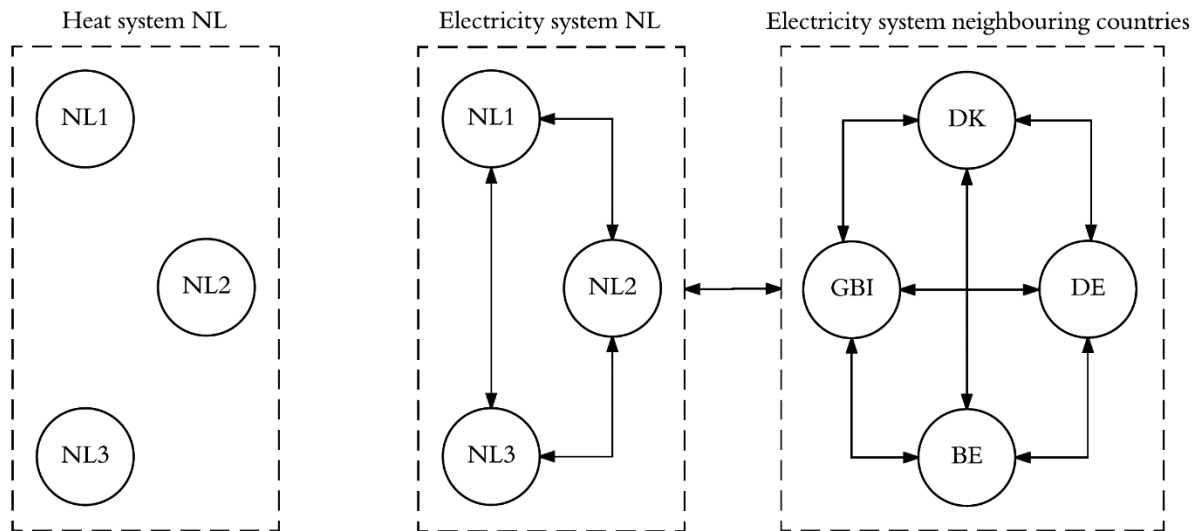 Heat system NL
NL1
NL2
NL3
Electricity system NL
NL1
NL2
NL3
Electricity system neighbouring countries
DK
GBI
DE
BE